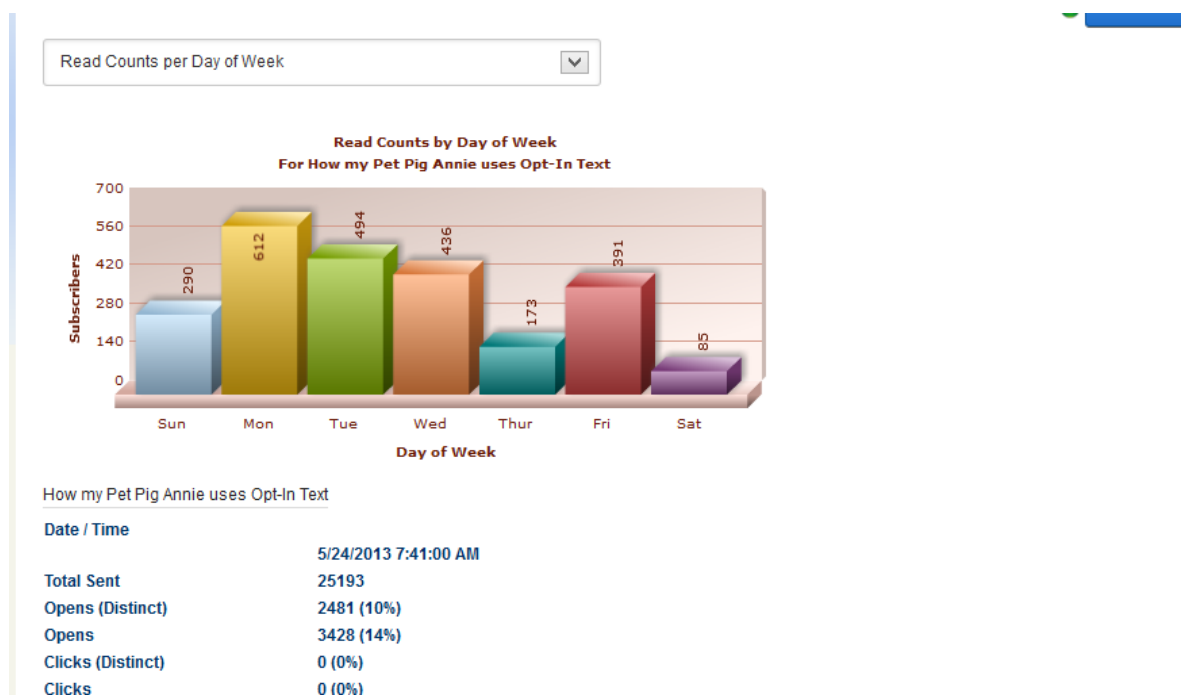 Read Counts per Day of Week
Read Counts by Day of Week
For How my Pet Pig Annie uses Opt-In Text
700
560
420
280
140
0
Subscribers
290
612
494
436
173
391
85
Sun Mon Tue Wed Thur Fri Sat
Day of Week
How my Pet Pig Annie uses Opt-In Text
Date / Time
5/24/2013 7:41:00 AM
Total Sent 25193
Opens (Distinct) 2481 (10%)
Opens 3428 (14%)
Clicks (Distinct) 0 (0%)
Clicks 0 (0%)